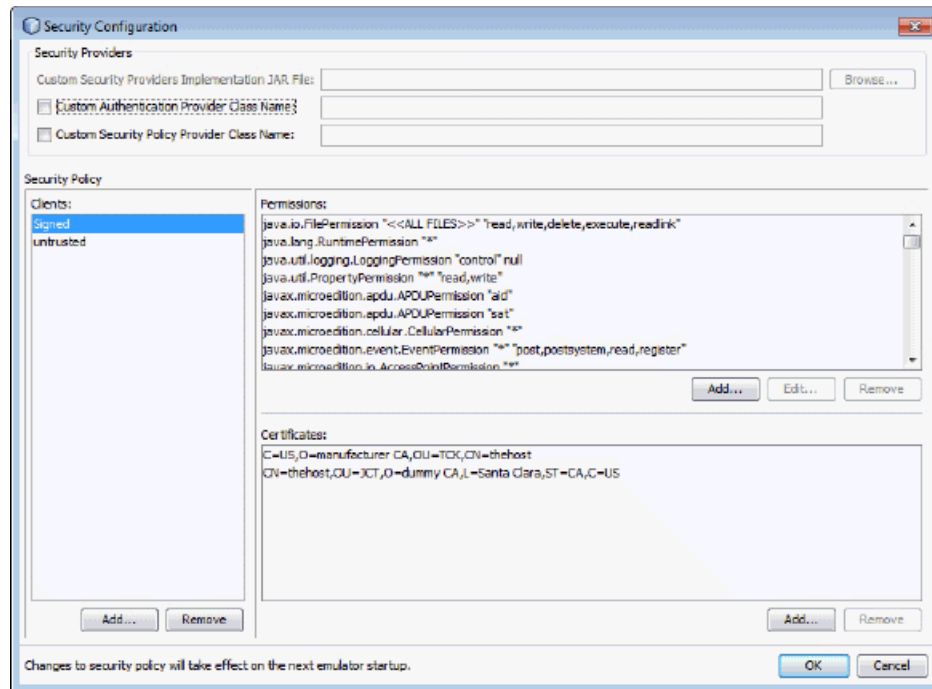 Security Configuration
Security Providers
Custom Security Providers Implementation JAR File:
Browse...
Custom Authentication Provider Class Name:
Custom Security Policy Provider Class Name:
Security Policy
Clients:
Signed
untrusted
Add...
Remove
Permissions:
java.io.FilePermission "<<ALL FILES>>" "read,write,delete,execute,readlink"
java.lang.RuntimePermission "*"
java.util.logging.LoggingPermission "control" null
java.util.PropertyPermission "*" "read,write"
javax.microedition.apdu.APDUPermission "aid"
javax.microedition.apdu.APDUPermission "sat"
javax.microedition.cellular.CellularPermission "*"
javax.microedition.event.EventPermission "*" "post,postsystem,read,register"
javax.microedition.io.AccessPointPermission "*"
Add...
Edit...
Remove
Certificates:
C=US,O=manufacturer CA,OU=TCK,CN=thehost
CN=thehost,OU=JCT,O=dummy CA,L=Santa Clara,ST=CA,C=US
Add...
Remove
Changes to security policy will take effect on the next emulator startup.
OK
Cancel